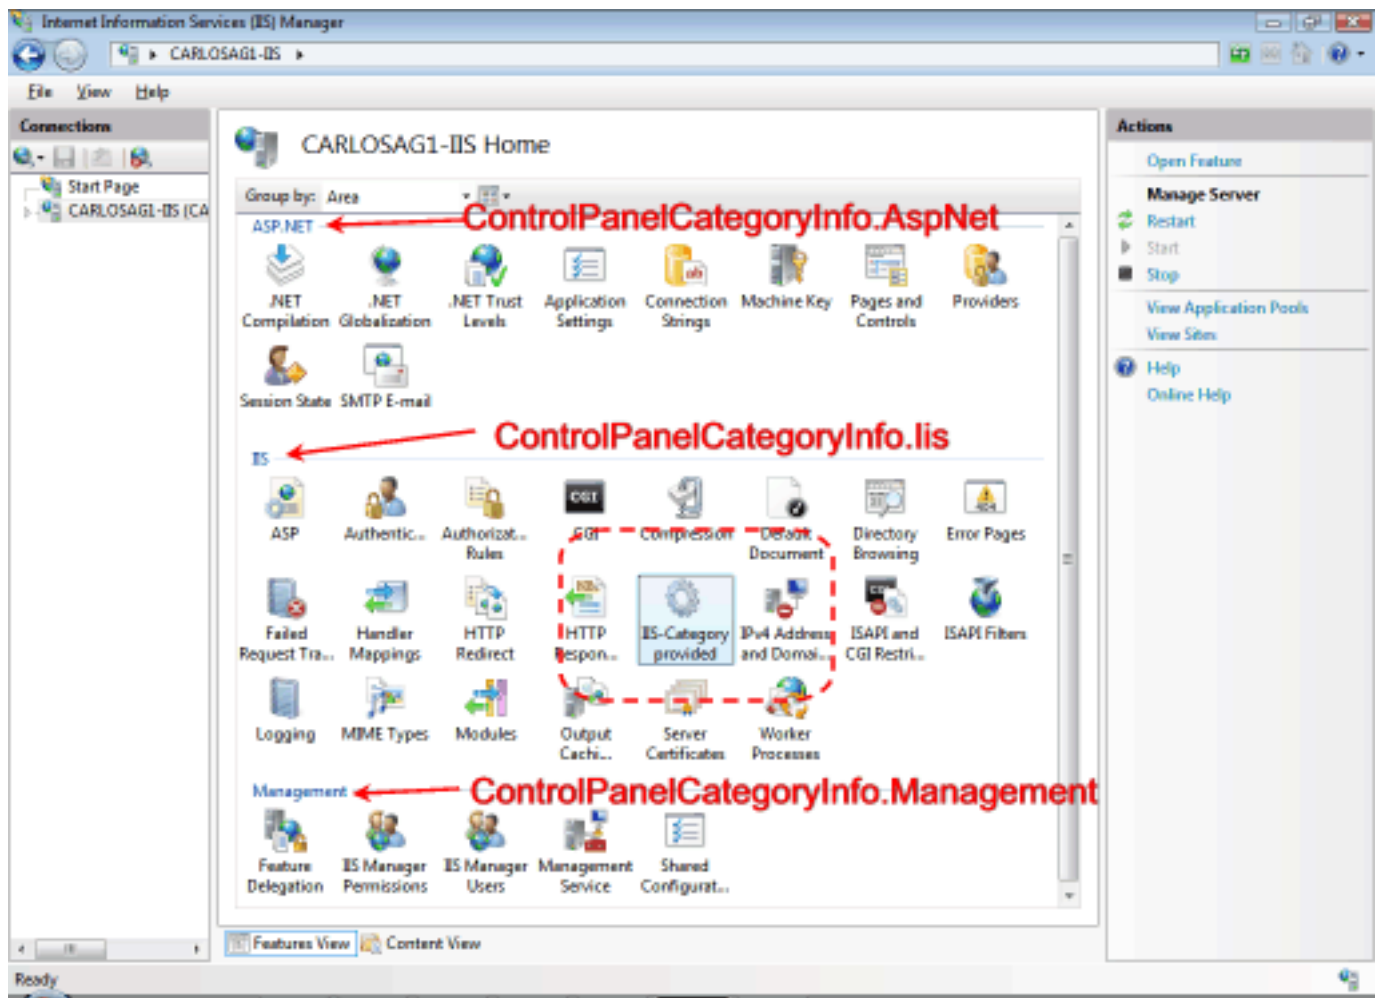 Internet Information Services (IIS) Manager
CARLOSAG1-IIS
File View Help
Connections
Start Page
CARLOSAG1-IIS (CA
CARLOSAG1-IIS Home
Group by: Area
ASP.NET
ControlPanelCategoryInfo.AspNet
.NET Compilation
.NET Globalization
.NET Trust Levels
Application Settings
Connection Strings
Machine Key
Pages and Controls
Providers
Session State
SMTP E-mail
ControlPanelCategoryInfo.Iis
IIS
ASP
Authentic...
Authorizat... Rules
CGI
CGI
Compression
Default Document
Directory Browsing
404
Error Pages
Failed Request Tra...
Handler Mappings
HTTP Redirect
HTTP Respon...
IIS-Category provided
IPv4 Address and Domai...
ISAPI and CGI Restri...
ISAPI Filters
Logging
MIME Types
Modules
Output Cachi...
Server Certificates
Worker Processes
Management
ControlPanelCategoryInfo.Management
Feature Delegation
IIS Manager Permissions
IIS Manager Users
Management Service
Shared Configurat...
Features View
Content View
Actions
Open Feature
Manage Server
Restart
Start
Stop
View Application Pools
View Sites
Help
Online Help
Ready